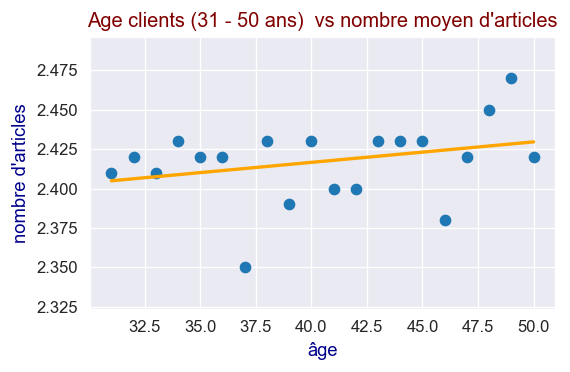 Age clients (31 - 50 ans)  vs nombre moyen d'articles
2.475
2.450
2.425
2.400
2.375
2.350
2.325
nombre d'articles
32.5 35.0 37.5 40.0 42.5 45.0 47.5 50.0
âge